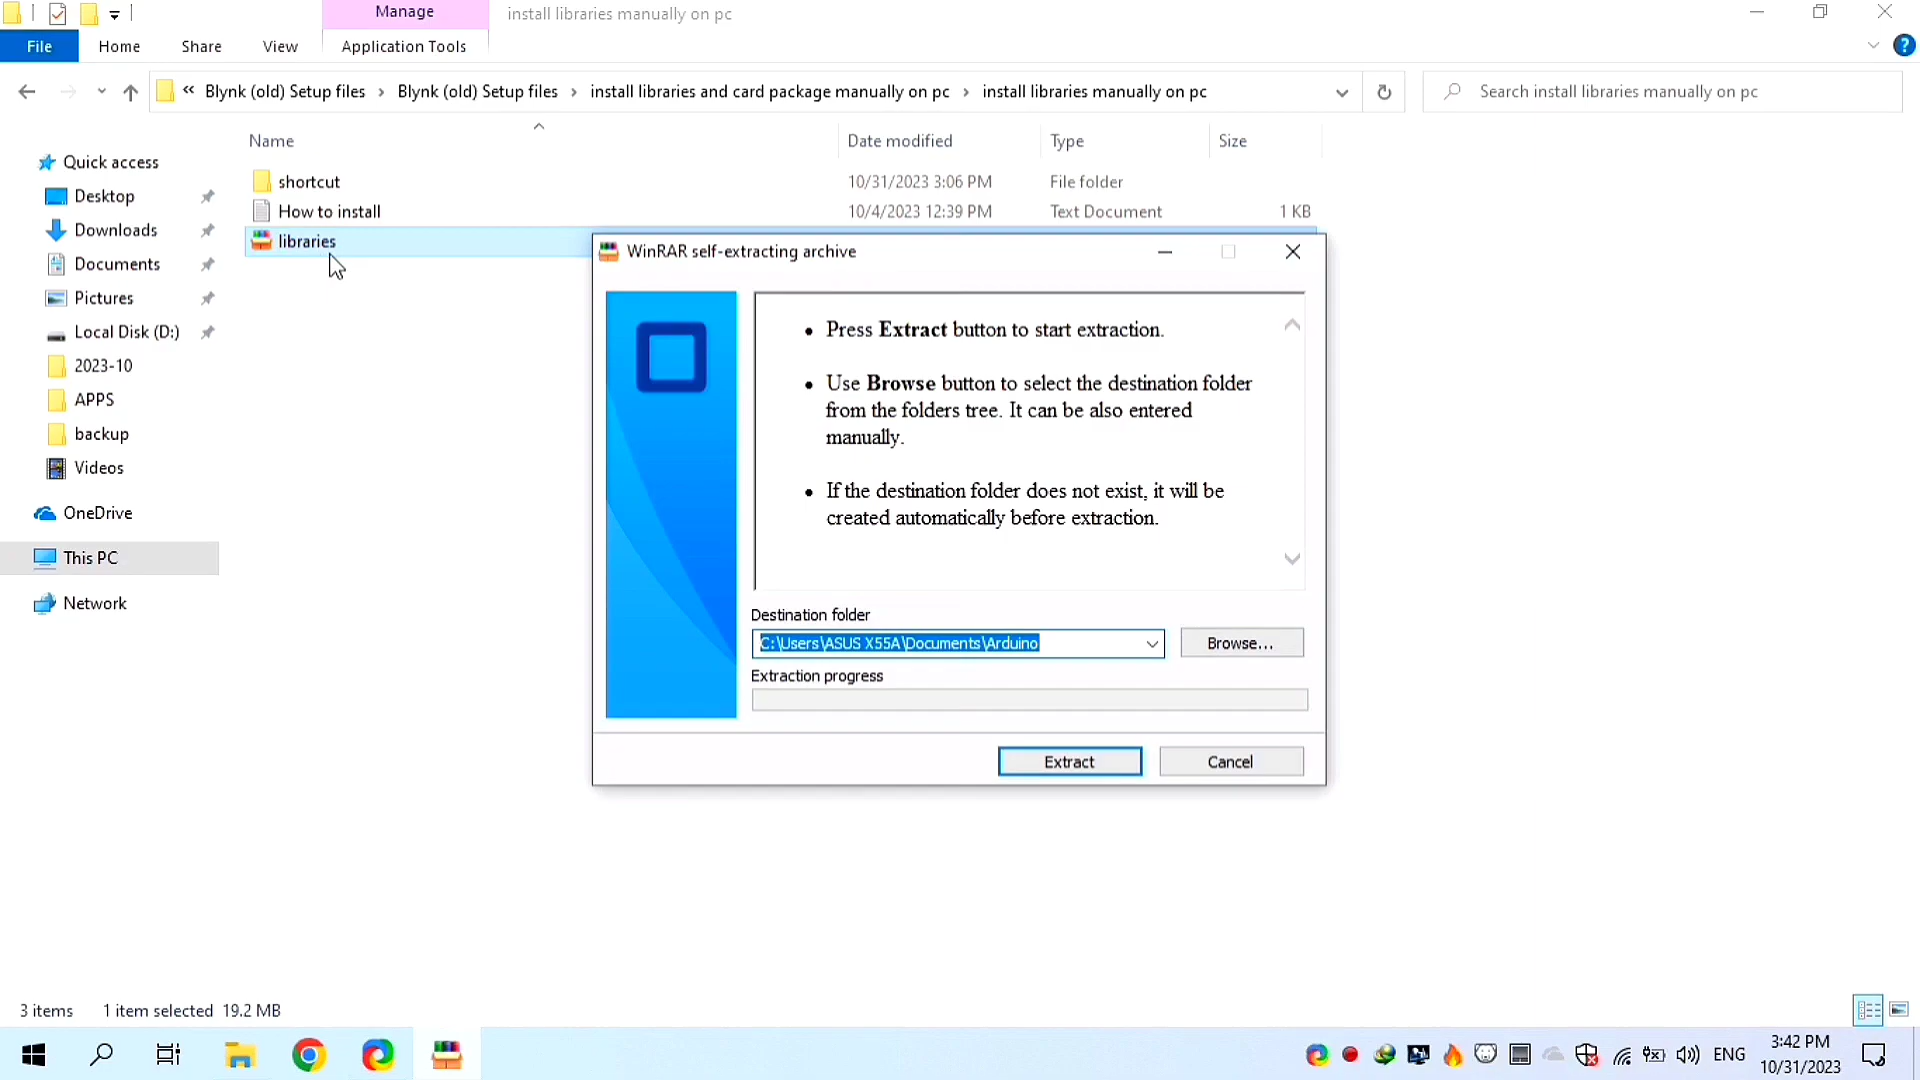 Manage
install libraries manually on pc
File
Home
Share
View
Application Tools
« Blynk (old) Setup files › Blynk (old) Setup files › install libraries and card package manually on pc › install libraries manually on pc
Search install libraries manually on pc
Name
Date modified
Type
Size
Quick access
Desktop
Downloads
Documents
Pictures
Local Disk (D:)
2023-10
APPS
backup
Videos
OneDrive
This PC
Network
shortcut
10/31/2023 3:06 PM
File folder
How to install
10/4/2023 12:39 PM
Text Document
1 KB
libraries
WinRAR self-extracting archive
• Press Extract button to start extraction.
• Use Browse button to select the destination folder
from the folders tree. It can be also entered
manually.
• If the destination folder does not exist, it will be
created automatically before extraction.
Destination folder
C:\Users\ASUS X55A\Documents\Arduino
Browse...
Extraction progress
Extract
Cancel
3 items
1 item selected 19.2 MB
ENG
3:42 PM
10/31/2023